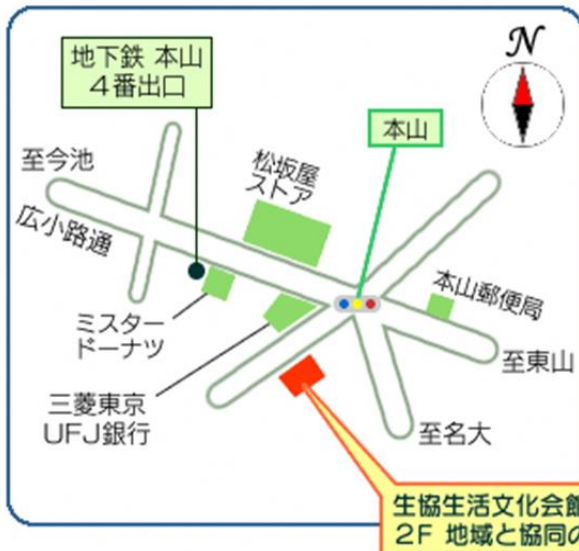 地下鉄 本山
4番出口
N
本山
至今池
松坂屋
ストア
広小路通
本山郵便局
ミスター
ドーナツ
至東山
三菱東京
UFJ銀行
至名大
生協生活文化会館
2F 地域と協同の